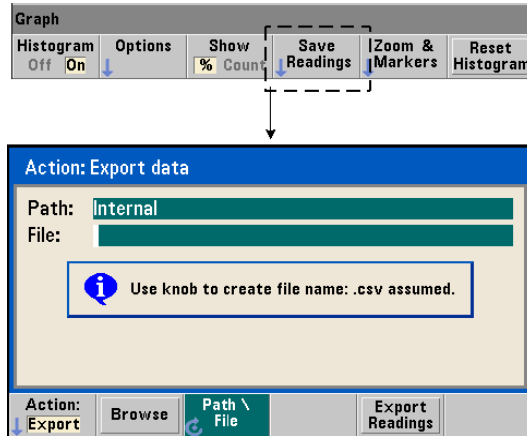 Graph
Histogram Options Show Save Zoom & Reset
Off On % Count Readings Markers Histogram
Action: Export data
Path: Internal
File:
i Use knob to create file name: .csv assumed.
Action: Browse Path \ Export
Export File Readings